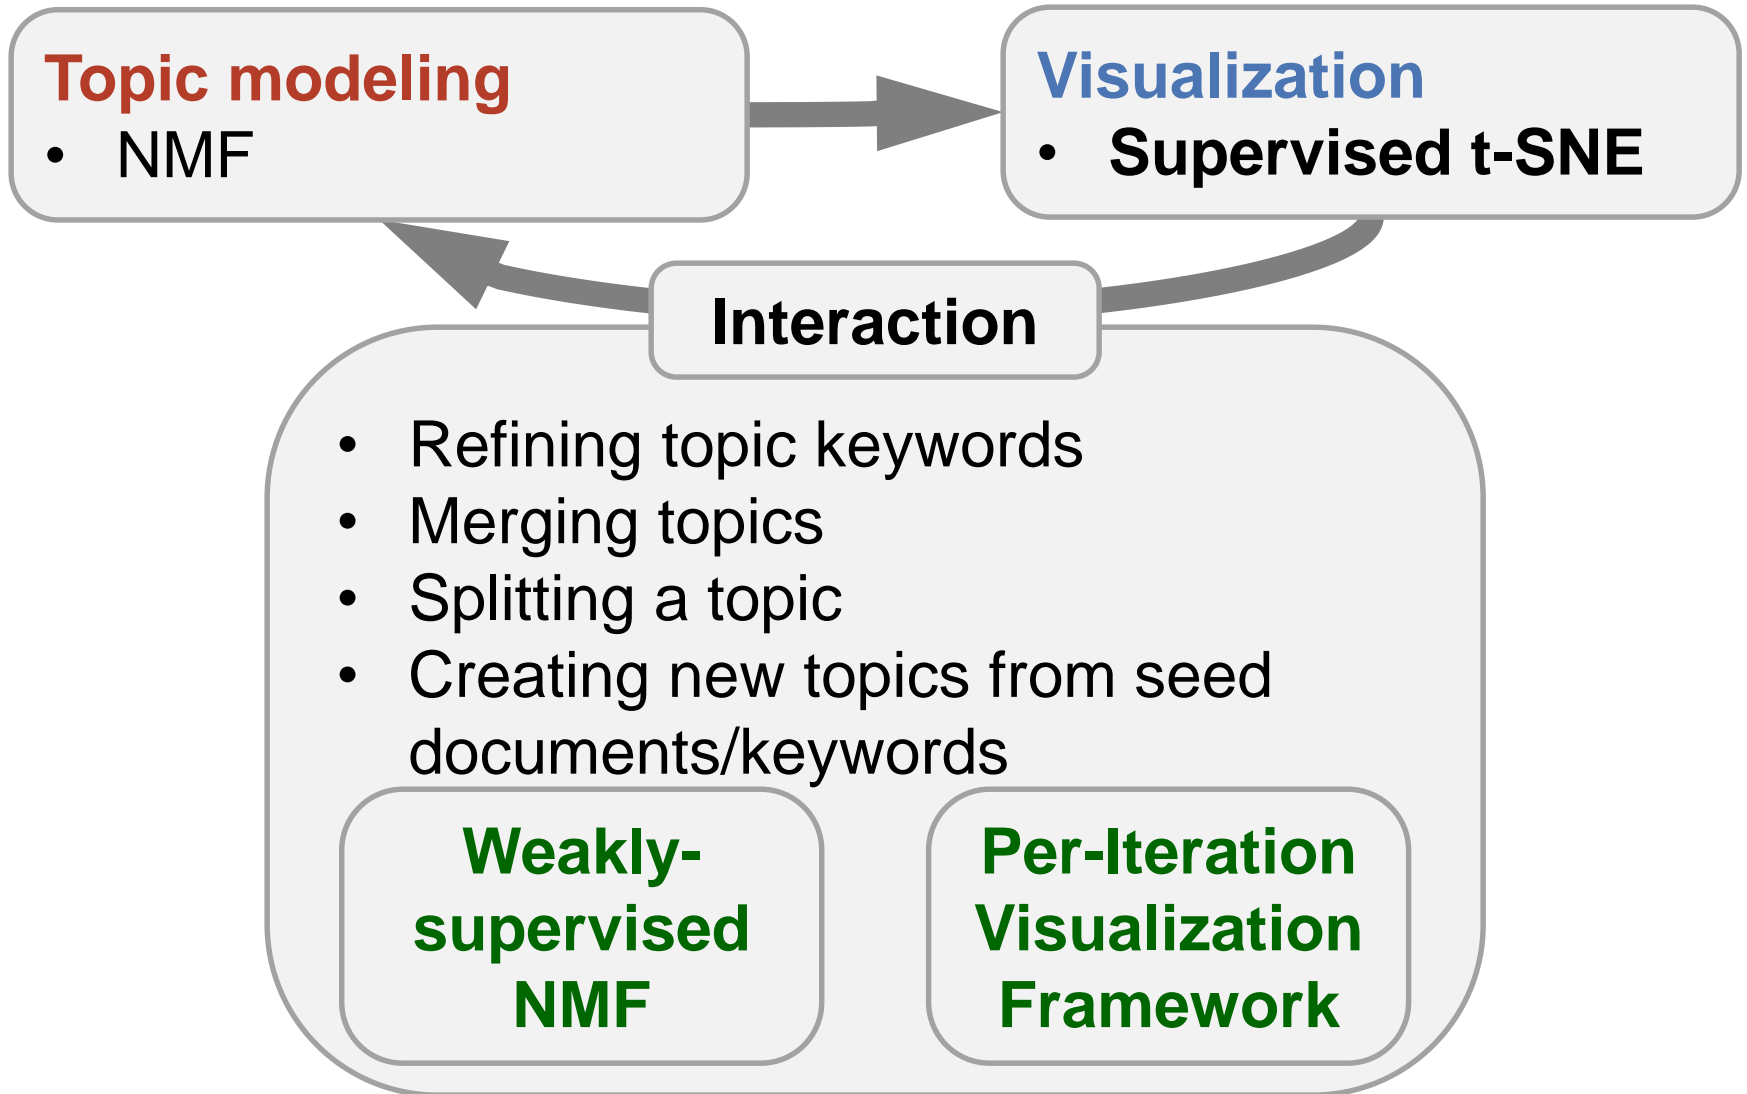 Topic modeling
• NMF
Visualization
• Supervised t-SNE
Interaction
• Refining topic keywords
• Merging topics
• Splitting a topic
• Creating new topics from seed
documents/keywords
Weakly-
supervised
NMF
Per-Iteration
Visualization
Framework